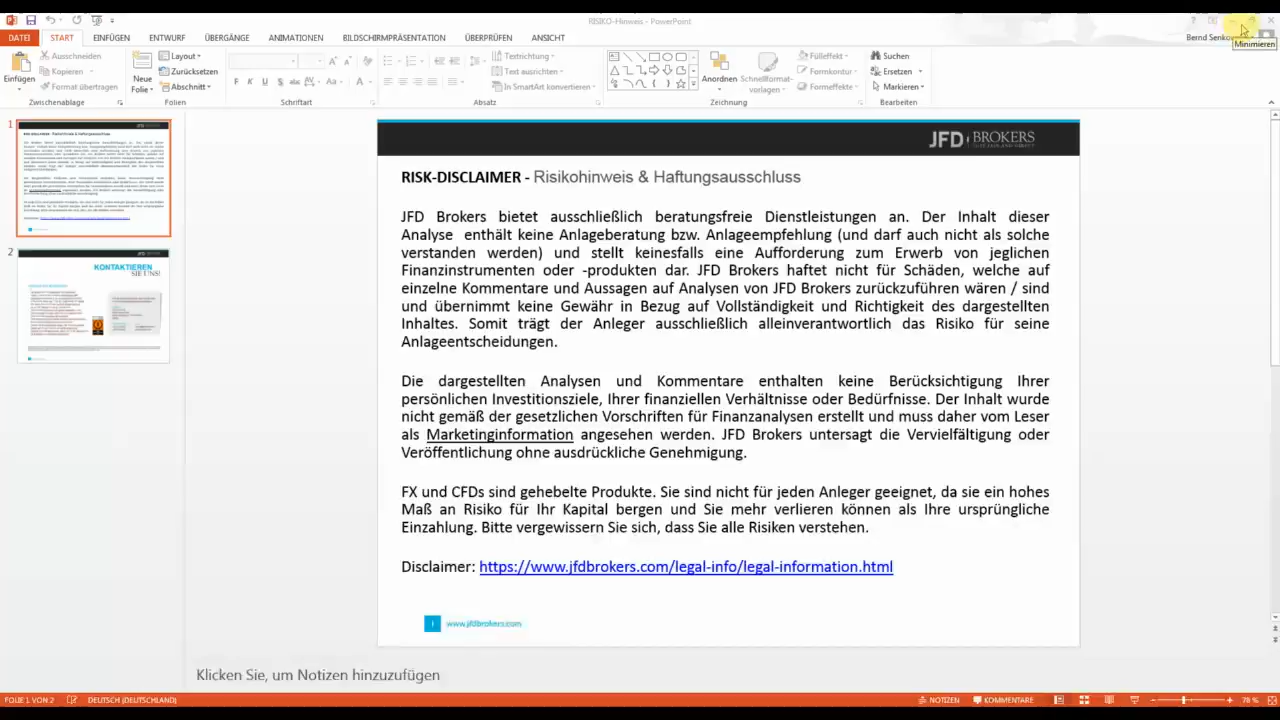 RISIKO-Hinweis - PowerPoint
DATEI START EINFÜGEN ENTWURF ÜBERGÄNGE ANIMATIONEN BILDSCHIRMPRÄSENTATION ÜBERPRÜFEN ANSICHT
Bernd Senko
Minimieren
Einfügen
Ausschneiden
Kopieren
Format übertragen
Zwischenablage
Neue Folie
Layout
Zurücksetzen
Abschnitt
Folien
Schriftart
Textrichtung
Text ausrichten
In SmartArt konvertieren
Absatz
Anordnen
Schnellformat-
vorlagen
Fülleffekt
Formkontur
Formeffekte
Zeichnung
Suchen
Ersetzen
Markieren
Bearbeiten
1
2
KONTAKTIEREN
SIE UNS!
JFD BROKERS
RISK-DISCLAIMER - Risikohinweis & Haftungsausschluss
JFD Brokers bietet ausschließlich beratungsfreie Dienstleistungen an. Der Inhalt dieser
Analyse enthält keine Anlageberatung bzw. Anlageempfehlung (und darf auch nicht als solche
verstanden werden) und stellt keinesfalls eine Aufforderung zum Erwerb von jeglichen
Finanzinstrumenten oder -produkten dar. JFD Brokers haftet nicht für Schäden, welche auf
einzelne Kommentare und Aussagen auf Analysen von JFD Brokers zurückzuführen wären / sind
und übernimmt keine Gewähr in Bezug auf Vollständigkeit und Richtigkeit des dargestellten
Inhaltes. Somit trägt der Anleger ausschließlich alleinverantwortlich das Risiko für seine
Anlageentscheidungen.
Die dargestellten Analysen und Kommentare enthalten keine Berücksichtigung Ihrer
persönlichen Investitionsziele, Ihrer finanziellen Verhältnisse oder Bedürfnisse. Der Inhalt wurde
nicht gemäß der gesetzlichen Vorschriften für Finanzanalysen erstellt und muss daher vom Leser
als Marketinginformation angesehen werden. JFD Brokers untersagt die Vervielfältigung oder
Veröffentlichung ohne ausdrückliche Genehmigung.
FX und CFDs sind gehebelte Produkte. Sie sind nicht für jeden Anleger geeignet, da sie ein hohes
Maß an Risiko für Ihr Kapital bergen und Sie mehr verlieren können als Ihre ursprüngliche
Einzahlung. Bitte vergewissern Sie sich, dass Sie alle Risiken verstehen.
Disclaimer: https://www.jfdbrokers.com/legal-info/legal-information.html
www.jfdbrokers.com
Klicken Sie, um Notizen hinzuzufügen
FOLIE 1 VON 2 DEUTSCH (DEUTSCHLAND) NOTIZEN KOMMENTARE 78 %